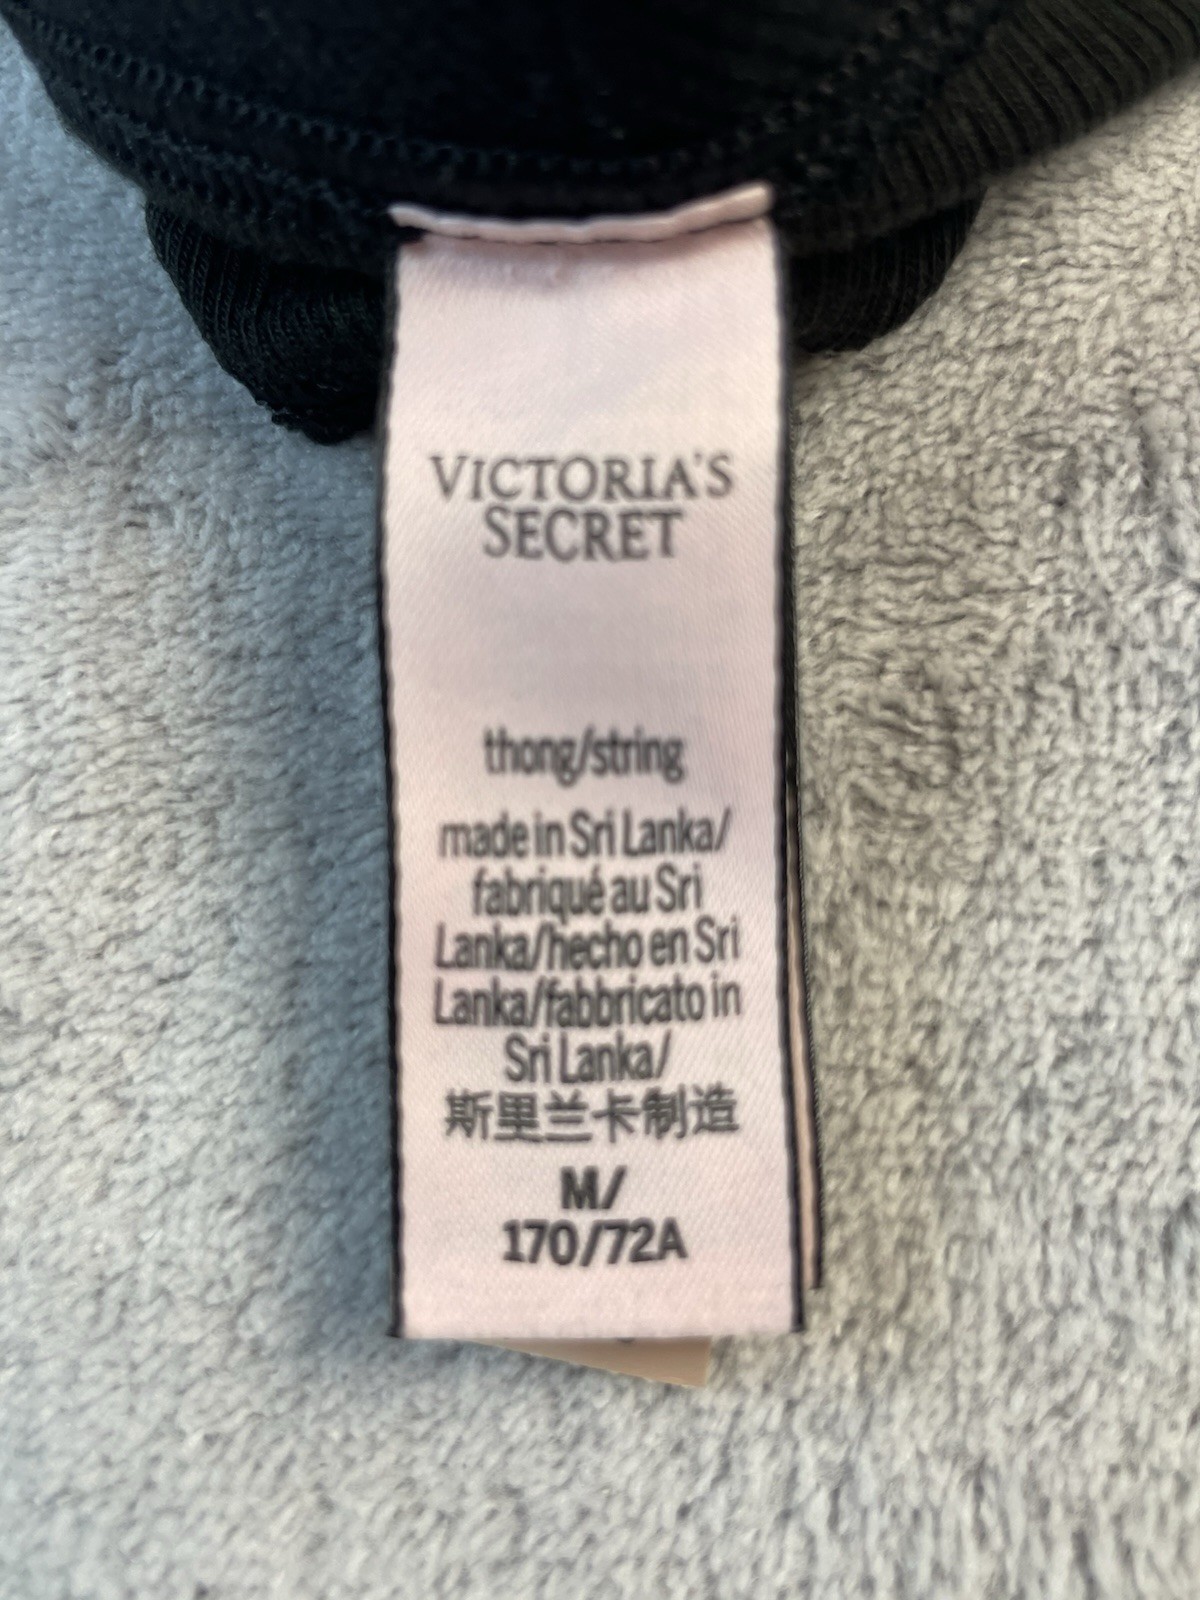 VICTORIA'S
SECRET
thong/string
made in Sri Lanka/
fabriqué au Sri
Lanka/hecho en Sri
Lanka/fabbricato in
Sri Lanka/
斯里兰卡制造
M/
170/72A